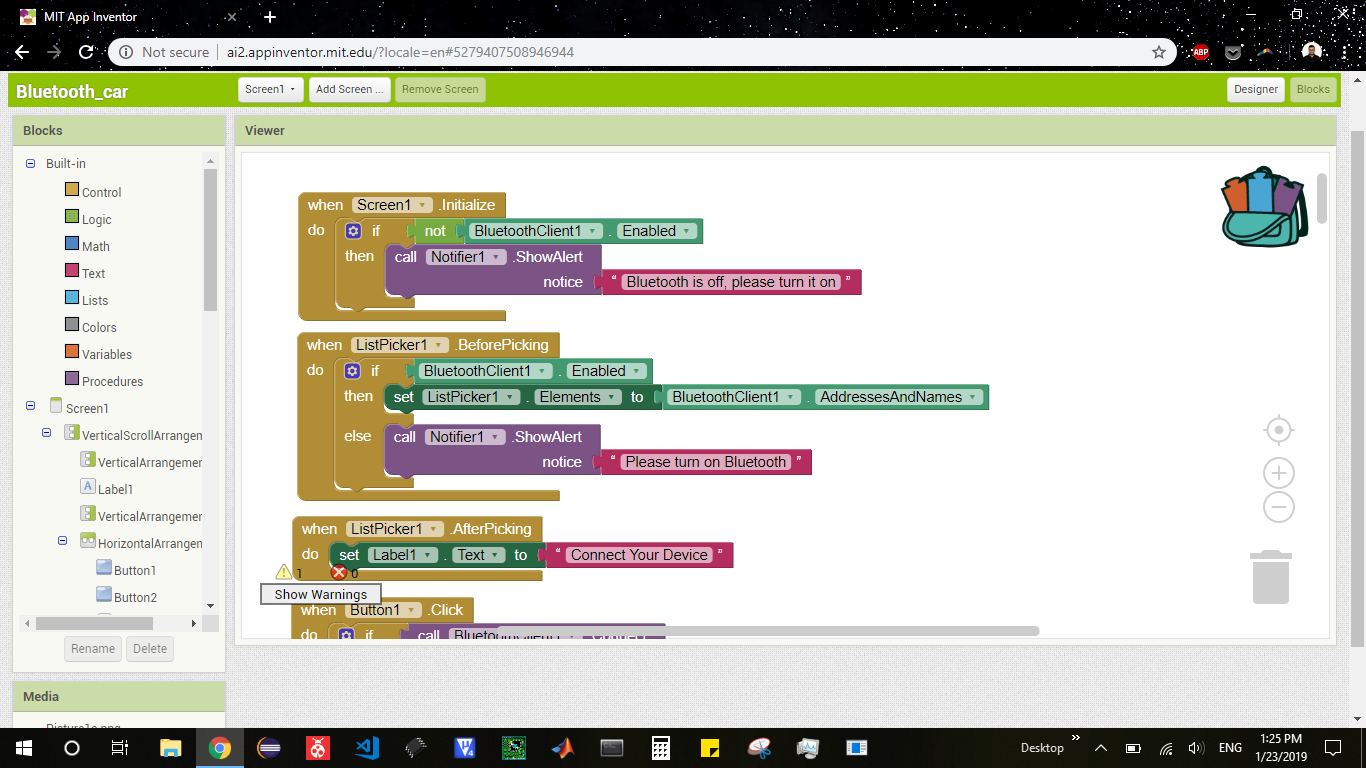 MIT App Inventor
Not secure
ai2.appinventor.mit.edu/?locale=en#5279407508946944
ABP
Bluetooth_car
Screen1
Add Screen ...
Remove Screen
Designer
Blocks
Blocks
Built-in
Control
Logic
Math
Text
Lists
Colors
Variables
Procedures
Screen1
VerticalScrollArrangen
VerticalArrangemer
Label1
VerticalArrangemer
HorizontalArrangen
Button1
Button2
Rename
Delete
Media
Viewer
when Screen1 .Initialize
do if not BluetoothClient1 . Enabled
then call Notifier1 .ShowAlert
notice “ Bluetooth is off, please turn it on ”
when ListPicker1 .BeforePicking
do if BluetoothClient1 . Enabled
then set ListPicker1 . Elements to BluetoothClient1 . AddressesAndNames
else call Notifier1 .ShowAlert
notice “ Please turn on Bluetooth ”
when ListPicker1 .AfterPicking
do set Label1 . Text to “ Connect Your Device ”
1 0
Show Warnings
when Button1 .Click
do if call BluetoothClient1
Desktop
ENG
1:25 PM
1/23/2019